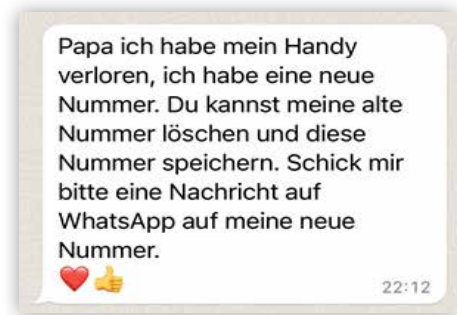 Papa ich habe mein Handy
verloren, ich habe eine neue
Nummer. Du kannst meine alte
Nummer löschen und diese
Nummer speichern. Schick mir
bitte eine Nachricht auf
WhatsApp auf meine neue
Nummer.
❤️👍
22:12